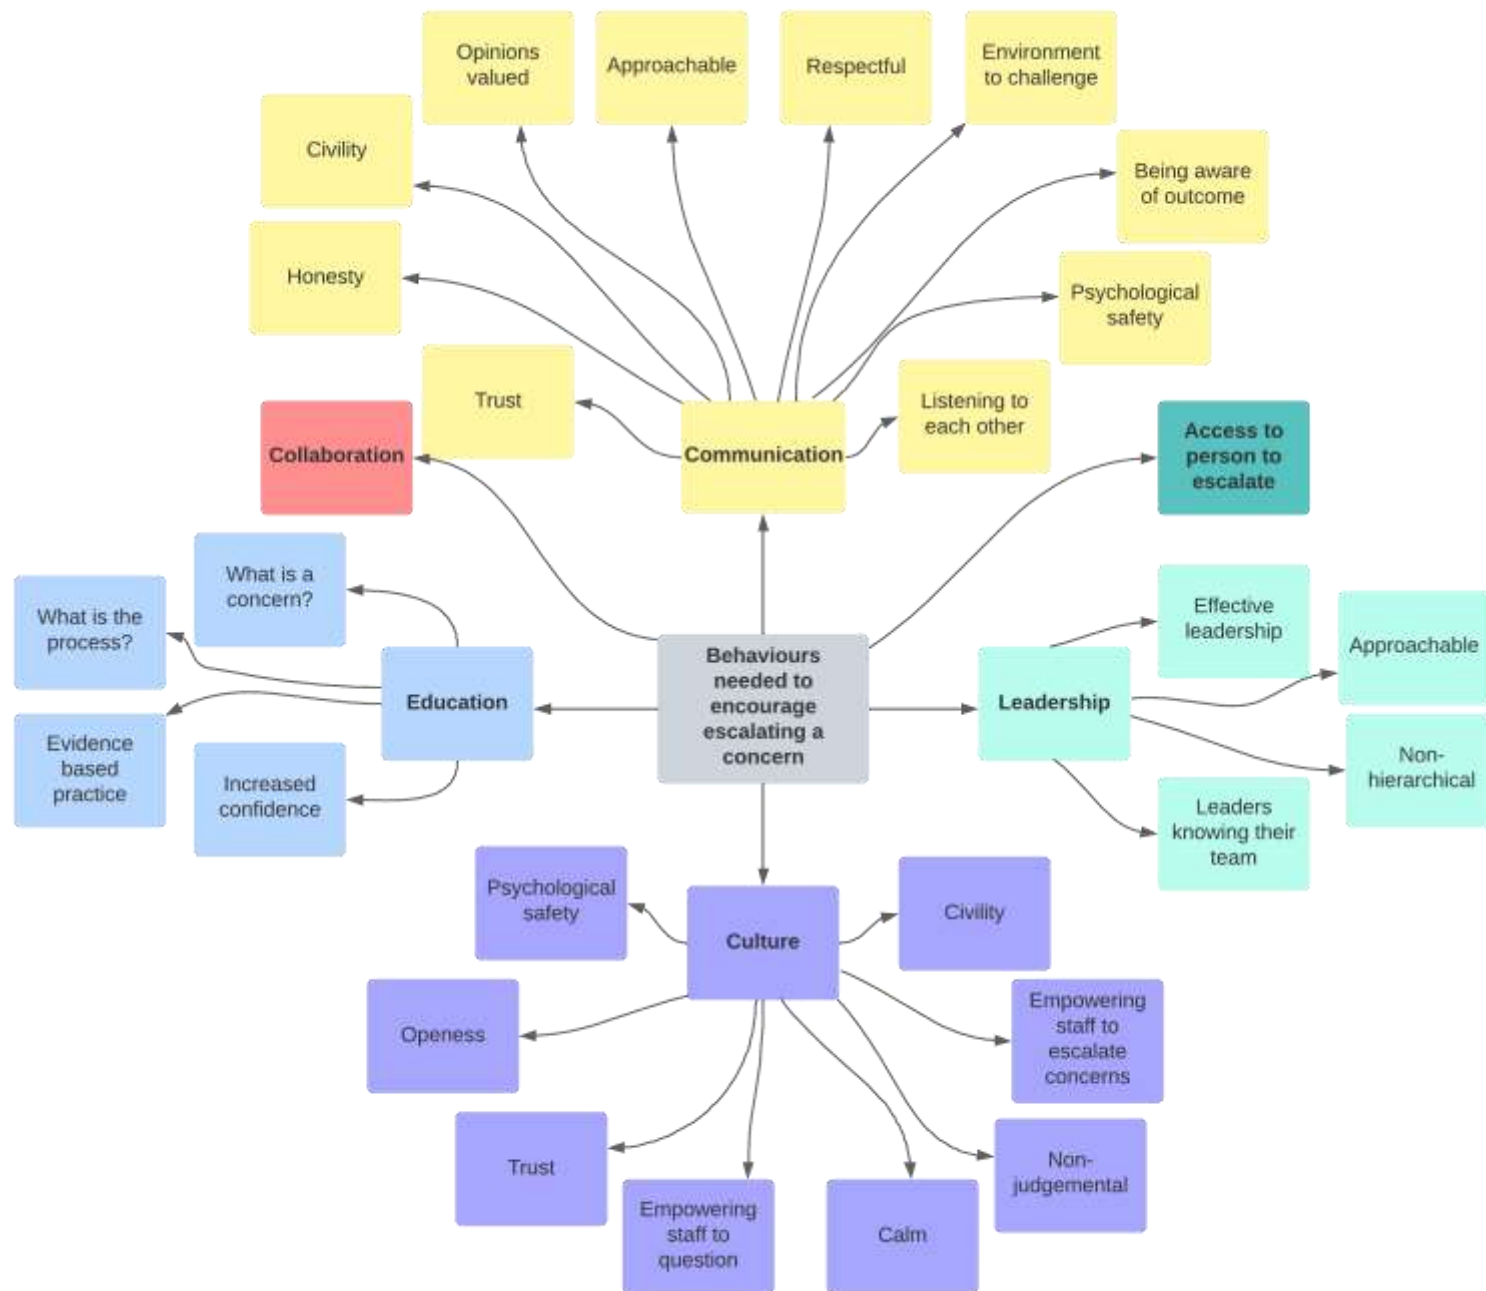 Opinions
valued
Approachable
Respectful
Environment
to challenge
Civility
Being aware
of outcome
Honesty
Psychological
safety
Trust
Listening to
each other
Collaboration
Communication
Access to
person to
escalate
What is a
concern?
What is the
process?
Effective
leadership
Approachable
Education
Behaviours
needed to
encourage
escalating a
concern
Leadership
Evidence
based
practice
Increased
confidence
Non-
hierarchical
Leaders
knowing their
team
Psychological
safety
Culture
Civility
Openess
Empowering
staff to
escalate
concerns
Trust
Non-
judgemental
Empowering
staff to
question
Calm